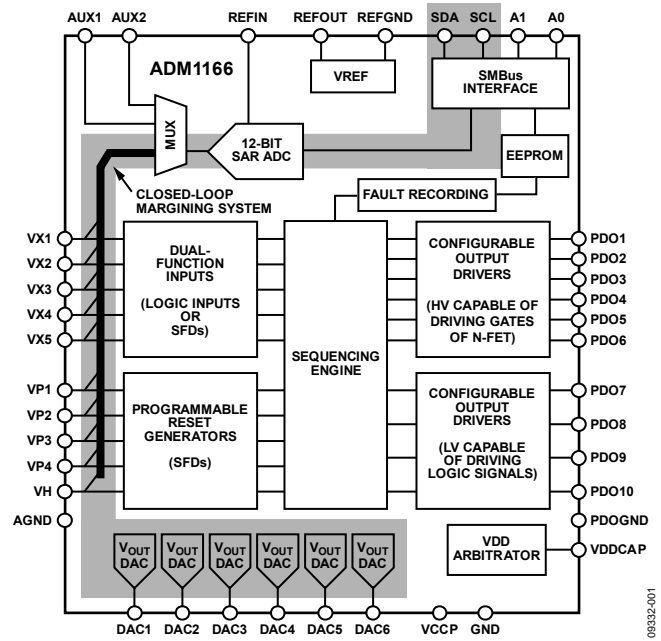 AUX1 AUX2 REFIN REFOUT REFGND SDA SCL A1 A0
ADM1166
VREF
SMBus
INTERFACE
MUX
12-BIT
SAR ADC
EEPROM
CLOSED-LOOP
MARGINING SYSTEM
FAULT RECORDING
VX1
VX2
VX3
VX4
VX5
DUAL-
FUNCTION
INPUTS
(LOGIC INPUTS
OR
SFDs)
SEQUENCING
ENGINE
CONFIGURABLE
OUTPUT
DRIVERS
(HV CAPABLE OF
DRIVING GATES
OF N-FET)
PDO1
PDO2
PDO3
PDO4
PDO5
PDO6
VP1
VP2
VP3
VP4
VH
AGND
PROGRAMMABLE
RESET
GENERATORS
(SFDs)
CONFIGURABLE
OUTPUT
DRIVERS
(LV CAPABLE
OF DRIVING
LOGIC SIGNALS)
PDO7
PDO8
PDO9
PDO10
PDOGND
VDDCAP
VOUT
DAC
VOUT
DAC
VOUT
DAC
VOUT
DAC
VOUT
DAC
VOUT
DAC
VDD
ARBITRATOR
DAC1 DAC2 DAC3 DAC4 DAC5 DAC6 VCCP GND
09332-001